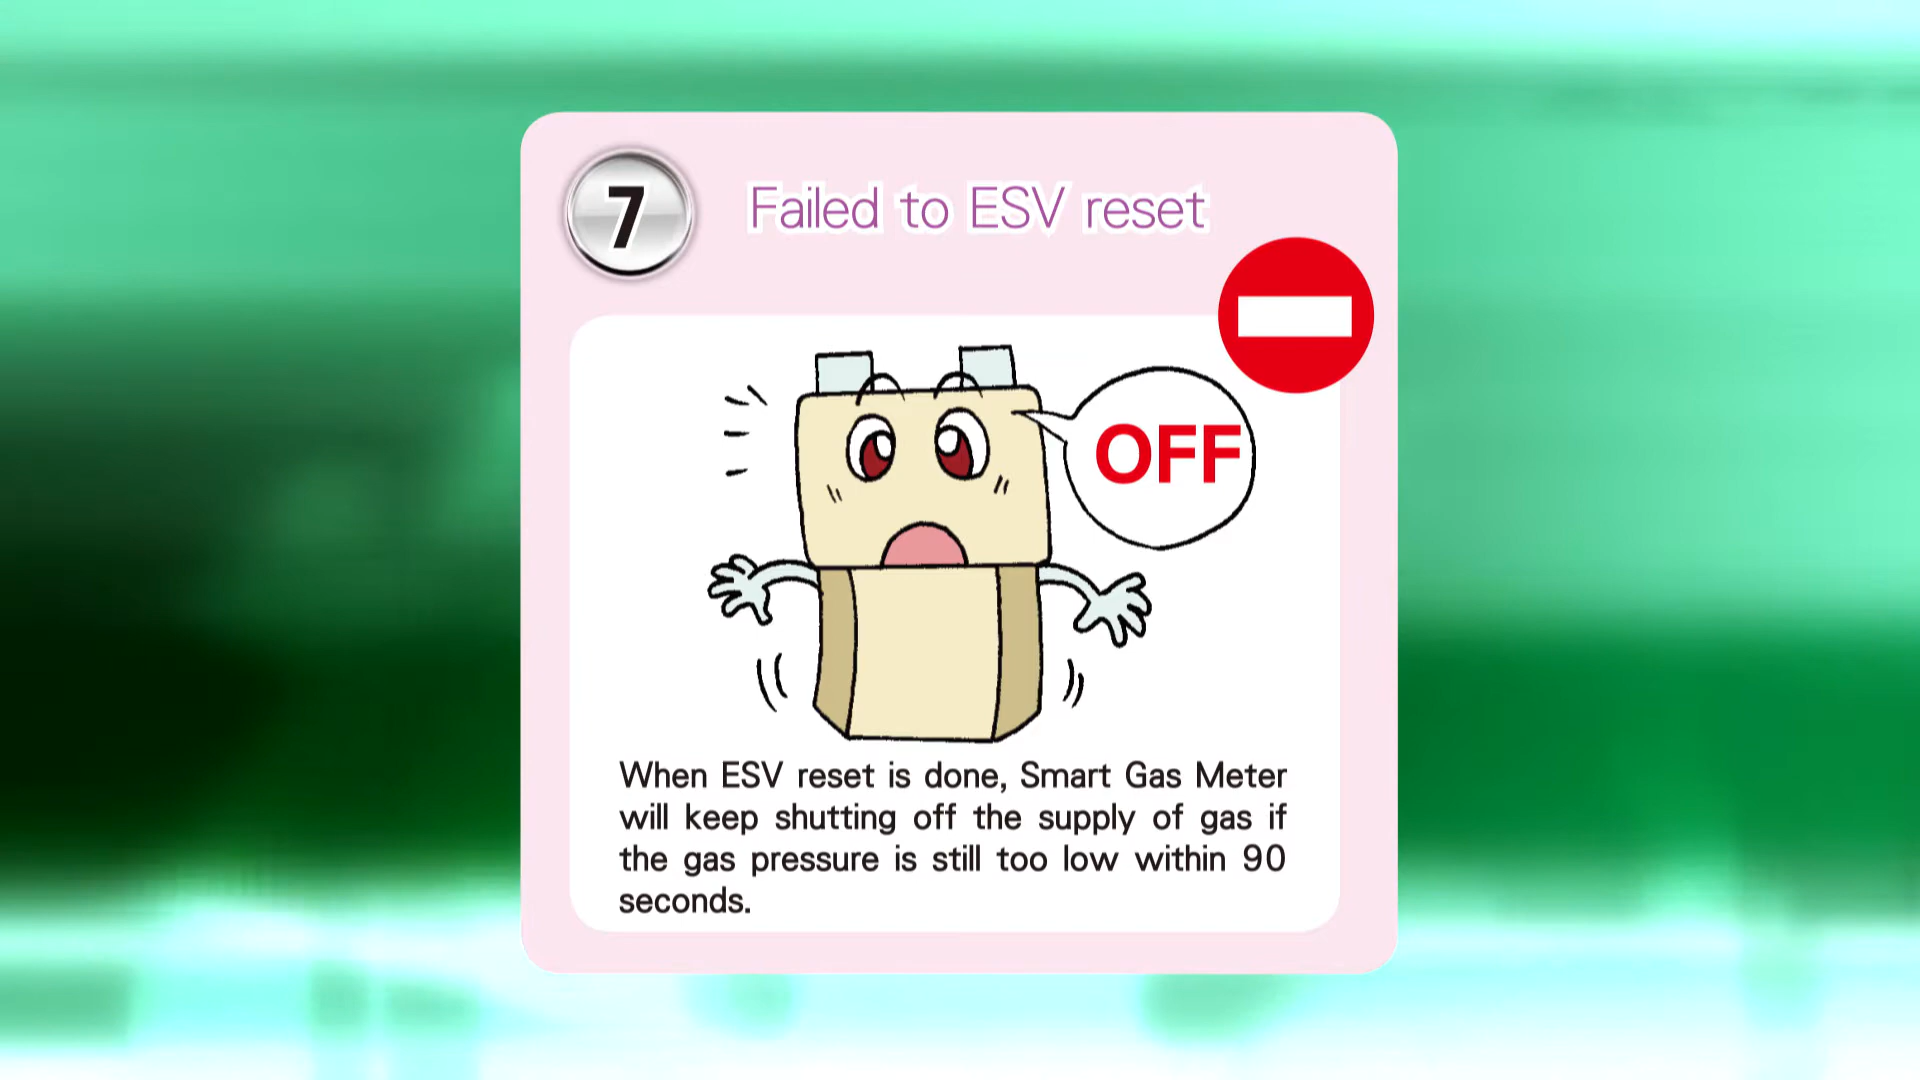 7
Failed to ESV reset
OFF
When ESV reset is done, Smart Gas Meter
will keep shutting off the supply of gas if
the gas pressure is still too low within 90
seconds.